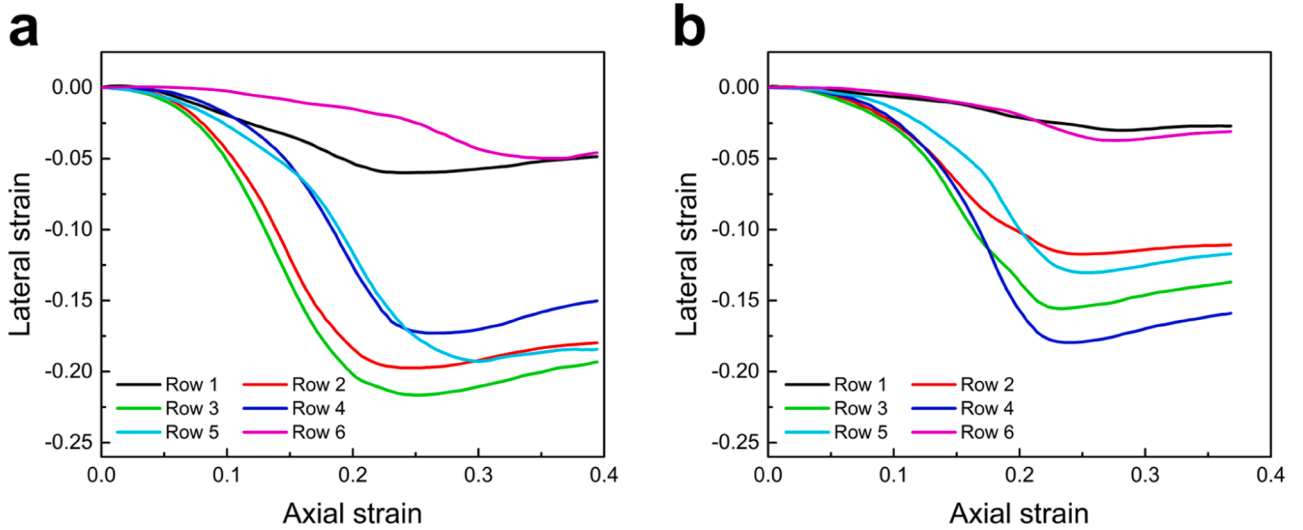 a
0.00
-0.05
-0.10
-0.15
-0.20
-0.25
Lateral strain
Row 1 Row 2
Row 3 Row 4
Row 5 Row 6
0.0 0.1 0.2 0.3 0.4
Axial strain
b
0.00
-0.05
-0.10
-0.15
-0.20
-0.25
Lateral strain
Row 1 Row 2
Row 3 Row 4
Row 5 Row 6
0.0 0.1 0.2 0.3 0.4
Axial strain